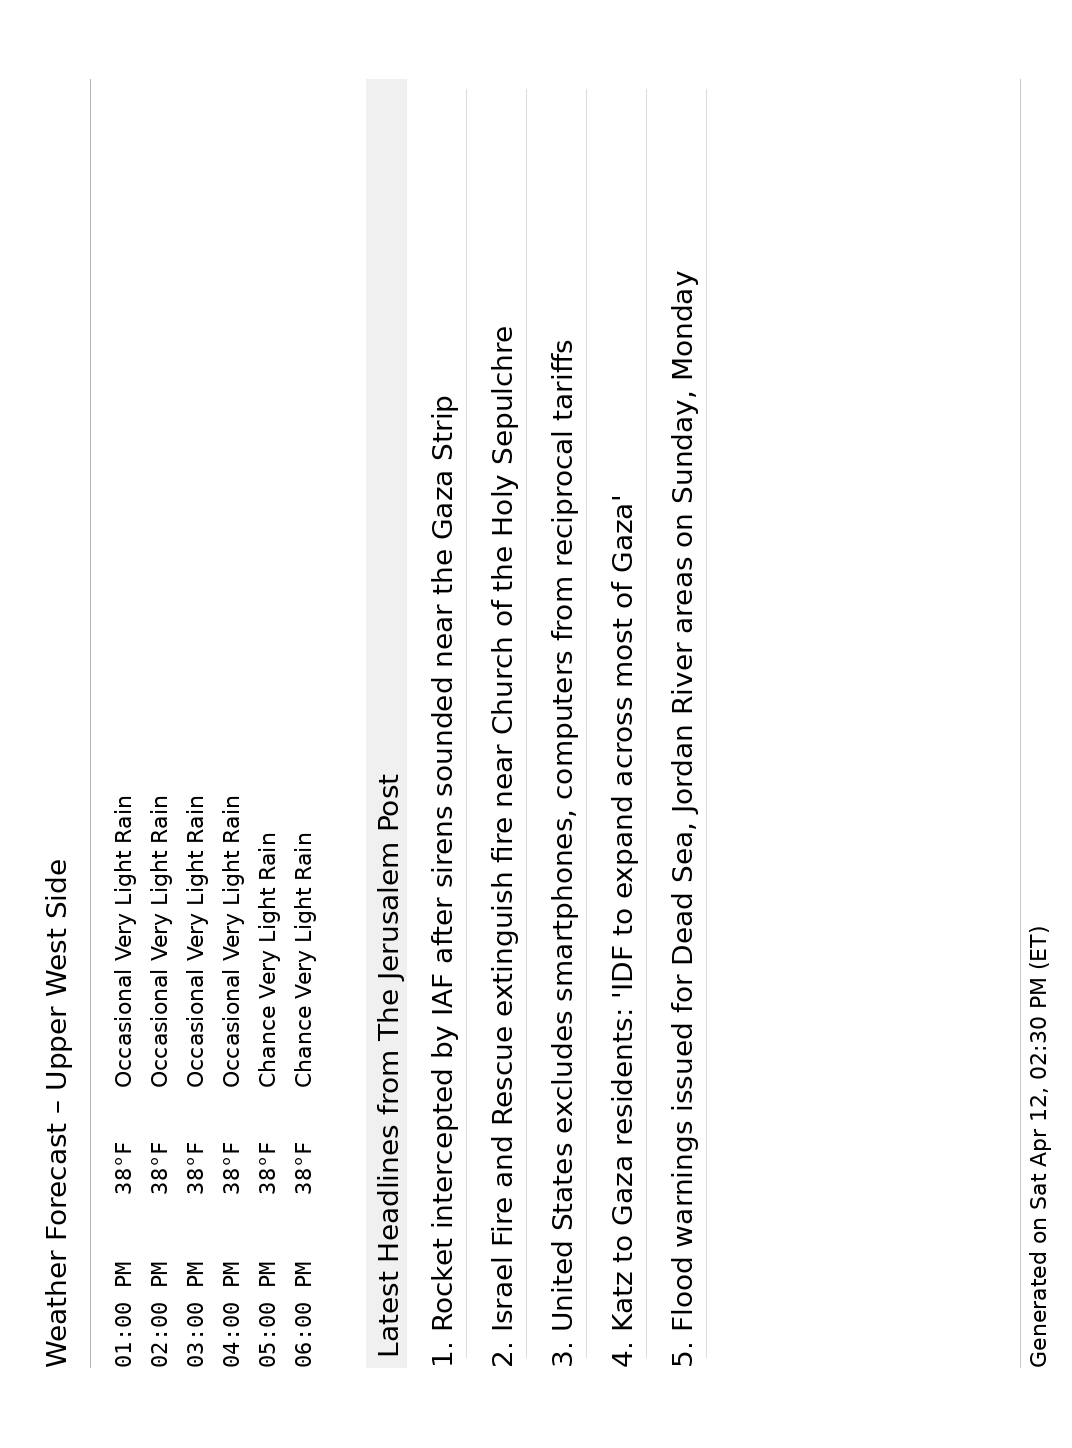 Weather Forecast – Upper West Side
01:00 PM 38°F Occasional Very Light Rain
02:00 PM 38°F Occasional Very Light Rain
03:00 PM 38°F Occasional Very Light Rain
04:00 PM 38°F Occasional Very Light Rain
05:00 PM 38°F Chance Very Light Rain
06:00 PM 38°F Chance Very Light Rain
Latest Headlines from The Jerusalem Post
1. Rocket intercepted by IAF after sirens sounded near the Gaza Strip
2. Israel Fire and Rescue extinguish fire near Church of the Holy Sepulchre
3. United States excludes smartphones, computers from reciprocal tariffs
4. Katz to Gaza residents: 'IDF to expand across most of Gaza'
5. Flood warnings issued for Dead Sea, Jordan River areas on Sunday, Monday
Generated on Sat Apr 12, 02:30 PM (ET)